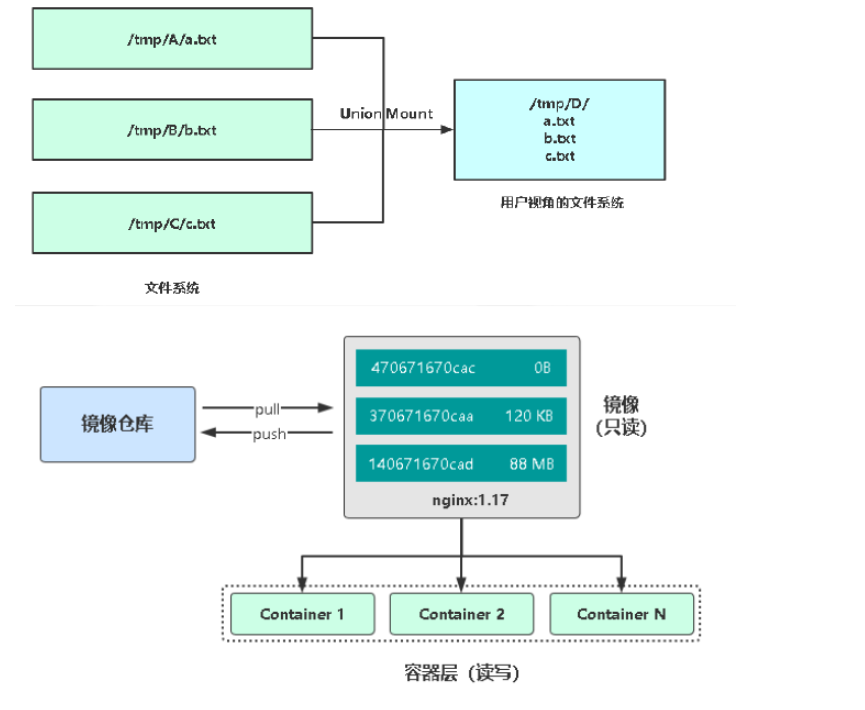 /tmp/A/a.txt
/tmp/B/b.txt
/tmp/C/c.txt
文件系统
Union Mount
/tmp/D/
a.txt
b.txt
c.txt
用户视角的文件系统
镜像仓库
pull
push
470671670cac 0B
370671670caa 120 KB
140671670cad 88 MB
nginx:1.17
镜像
(只读)
Container 1
Container 2
Container N
容器层 (读写)